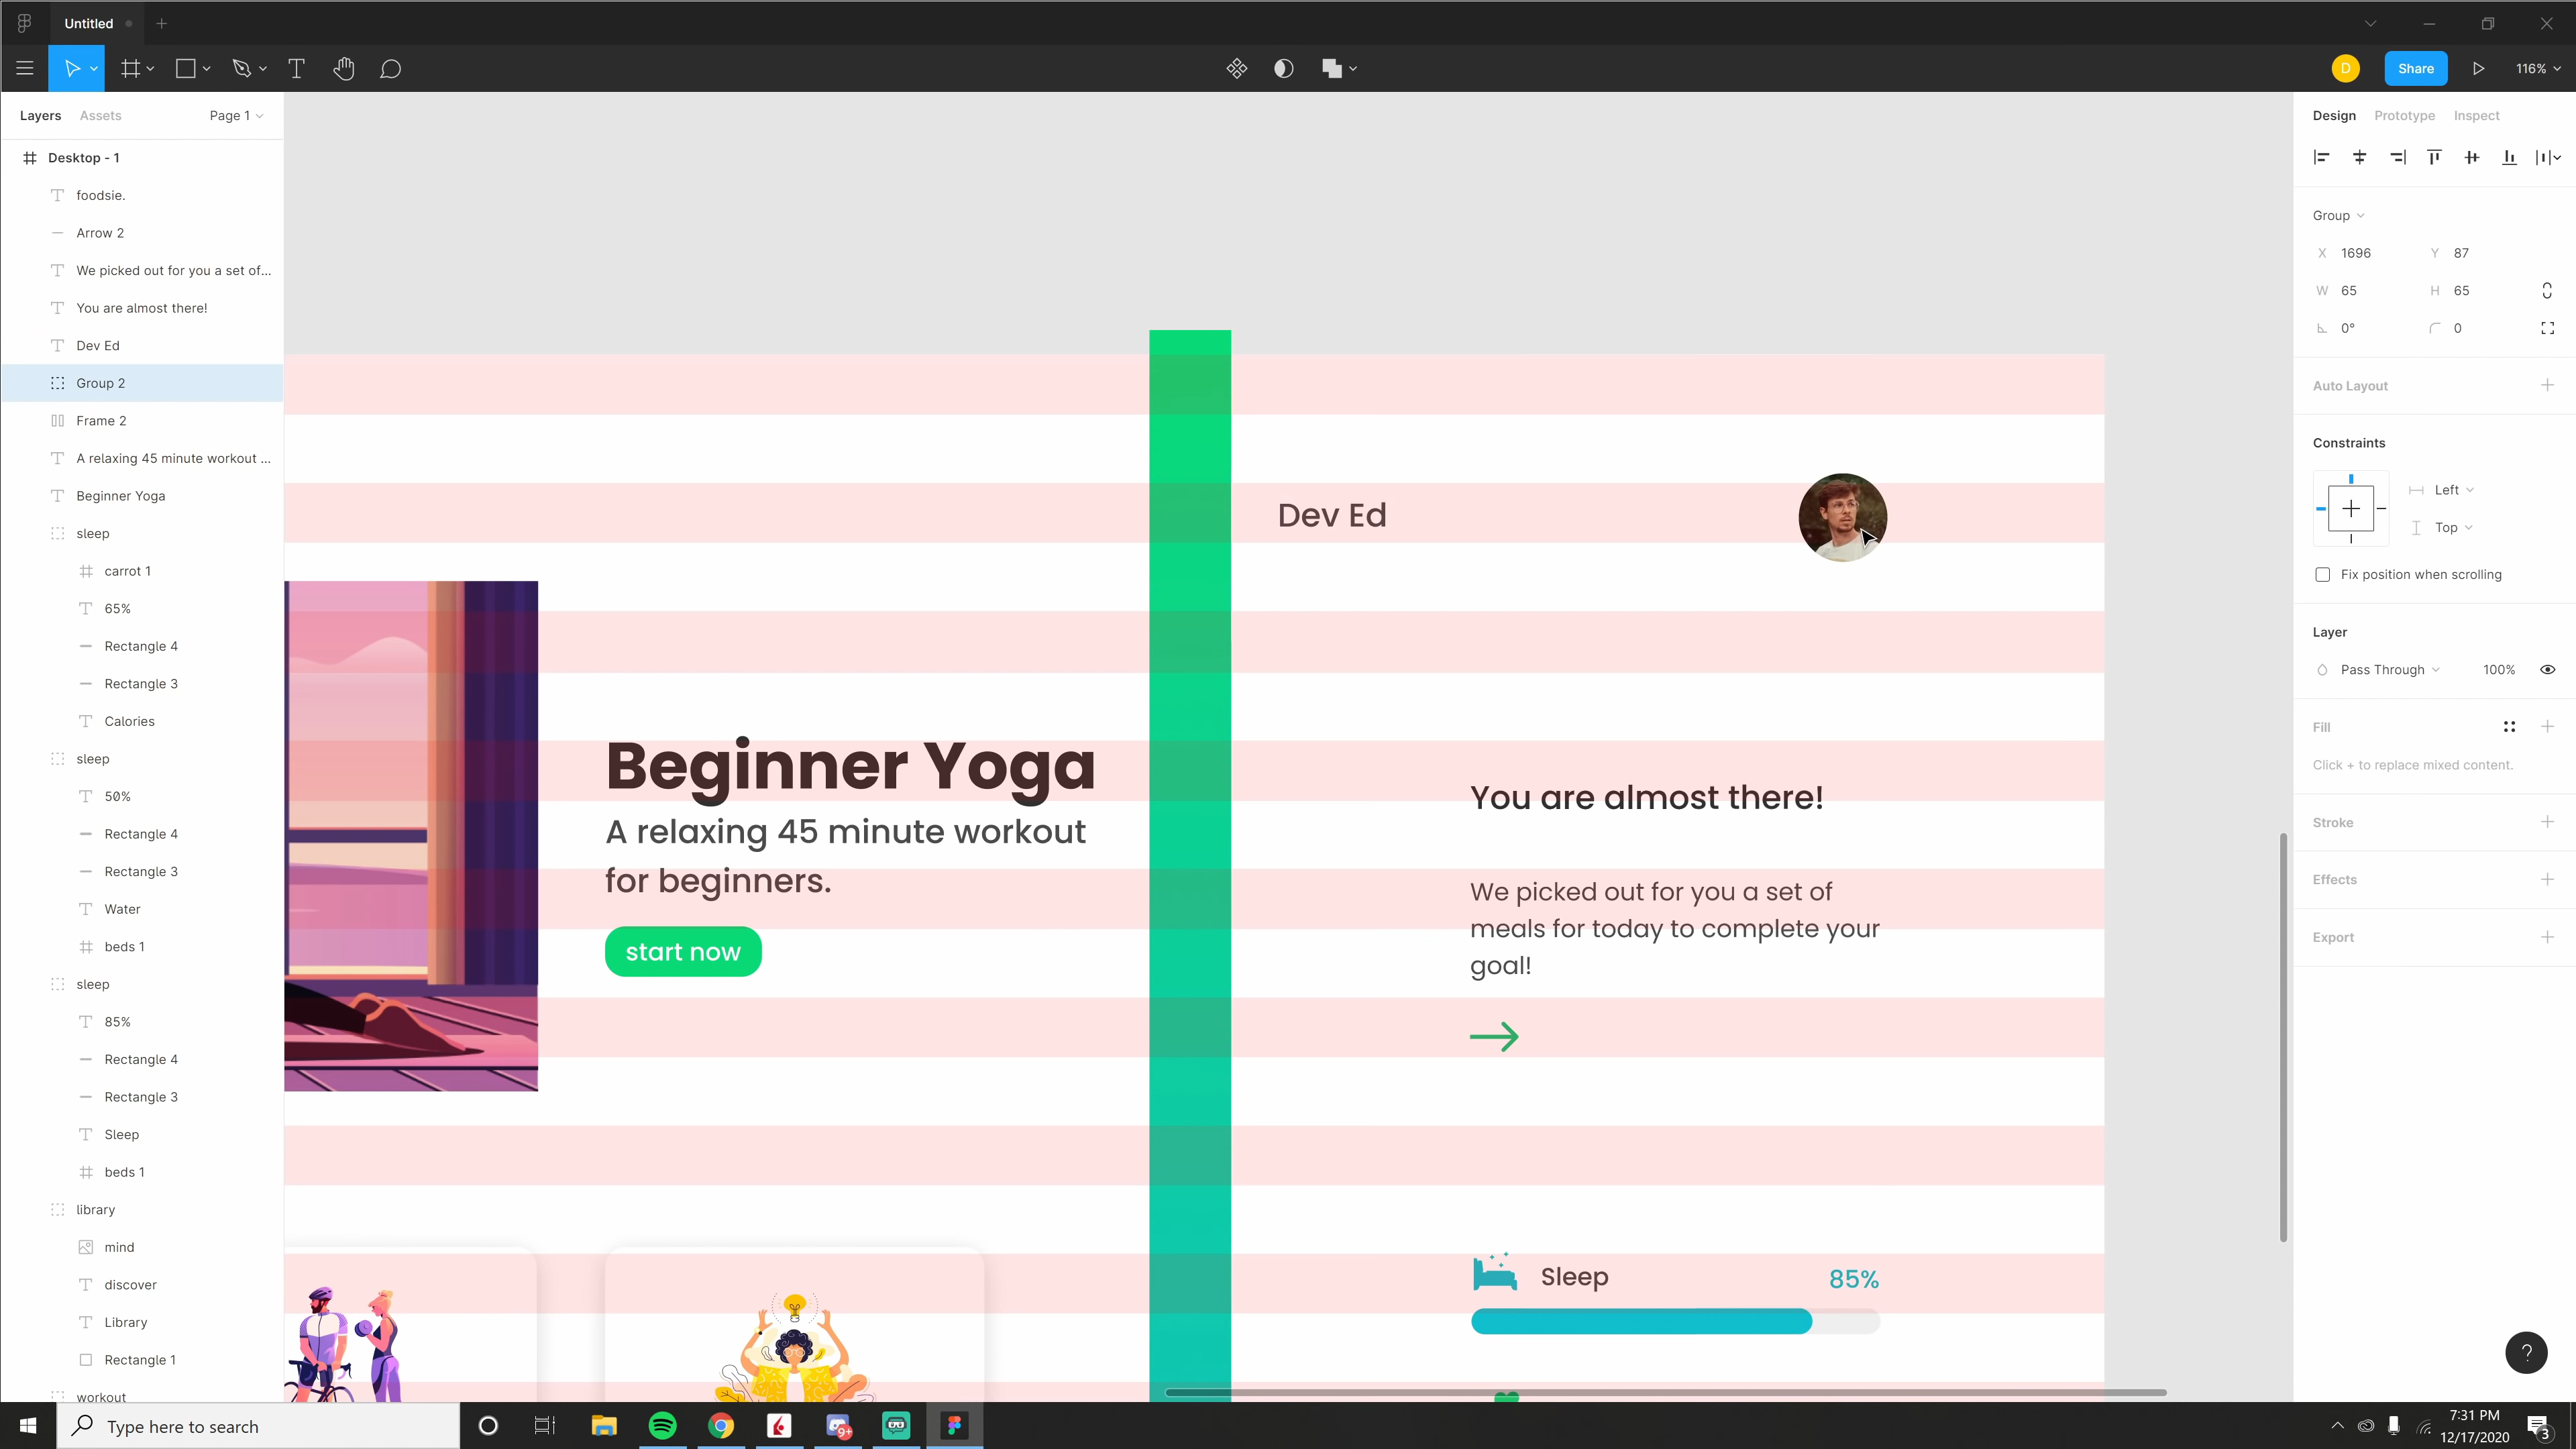 Untitled
Share
116%
D
Layers
Assets
Page 1
Desktop - 1
foodsie.
Arrow 2
We picked out for you a set of...
You are almost there!
Dev Ed
Group 2
Frame 2
A relaxing 45 minute workout ...
Beginner Yoga
sleep
carrot 1
65%
Rectangle 4
Rectangle 3
Calories
sleep
50%
Rectangle 4
Rectangle 3
Water
beds 1
sleep
85%
Rectangle 4
Rectangle 3
Sleep
beds 1
library
mind
discover
Library
Rectangle 1
workout
Beginner Yoga
A relaxing 45 minute workout
for beginners.
start now
Dev Ed
You are almost there!
We picked out for you a set of
meals for today to complete your
goal!
Sleep
85%
Design
Prototype
Inspect
Group
X 1696
Y 87
W 65
H 65
0°
0
Auto Layout
Constraints
Left
Top
Fix position when scrolling
Layer
Pass Through
100%
Fill
Click + to replace mixed content.
Stroke
Effects
Export
?
Type here to search
9+
7:31 PM
12/17/2020
3